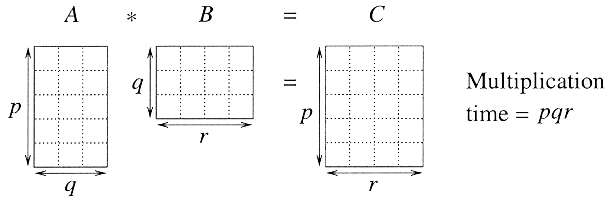 A * B = C
p q = p Multiplication
time = pqr
r
q r